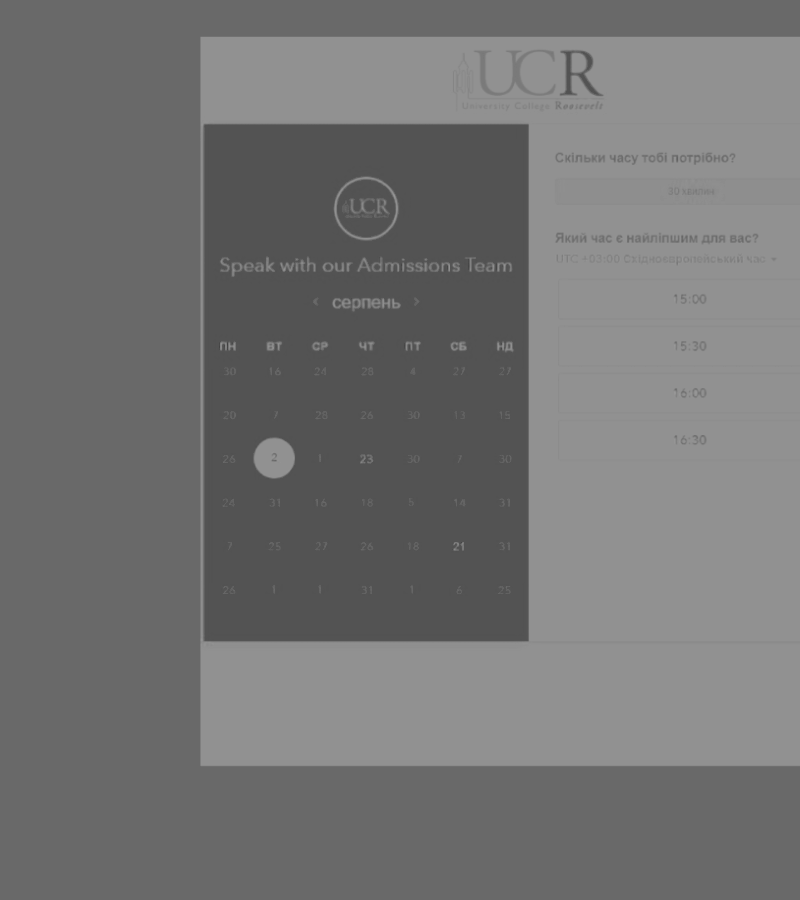 UCR
University College Roosevelt
UCR
Speak with our Admissions Team
серпень
ПН ВТ СР ЧТ ПТ СБ НД
30 16 24 28 4 27 27
20 7 28 26 30 13 15
26 2 1 23 30 7 30
24 31 16 18 5 14 31
7 25 27 26 18 21 31
26 1 1 31 1 6 25
Скільки часу тобі потрібно?
30 хвилин
Який час є найліпшим для вас?
UTC +03:00 Східноєвропейський час
15:00
15:30
16:00
16:30